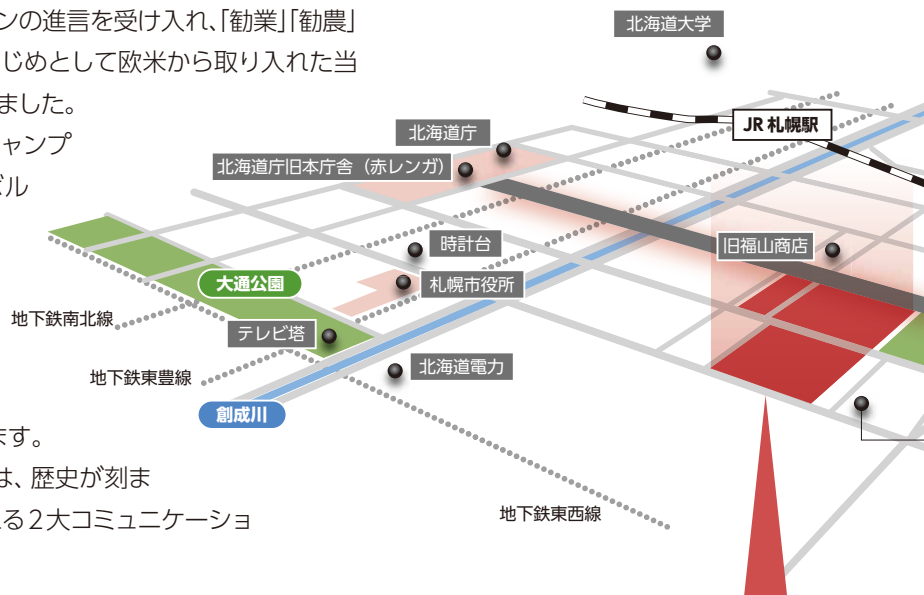 ンの進言を受け入れ、「勧業」「勧農」
じめとして欧米から取り入れた当
ました。
ャンプ
ベル
ます。
は、歴史が刻ま
る2大コミュニケーショ
北海道大学
JR 札幌駅
北海道庁
北海道庁旧本庁舎（赤レンガ）
時計台
旧福山商店
大通公園
札幌市役所
地下鉄南北線
テレビ塔
地下鉄東豊線
北海道電力
創成川
地下鉄東西線